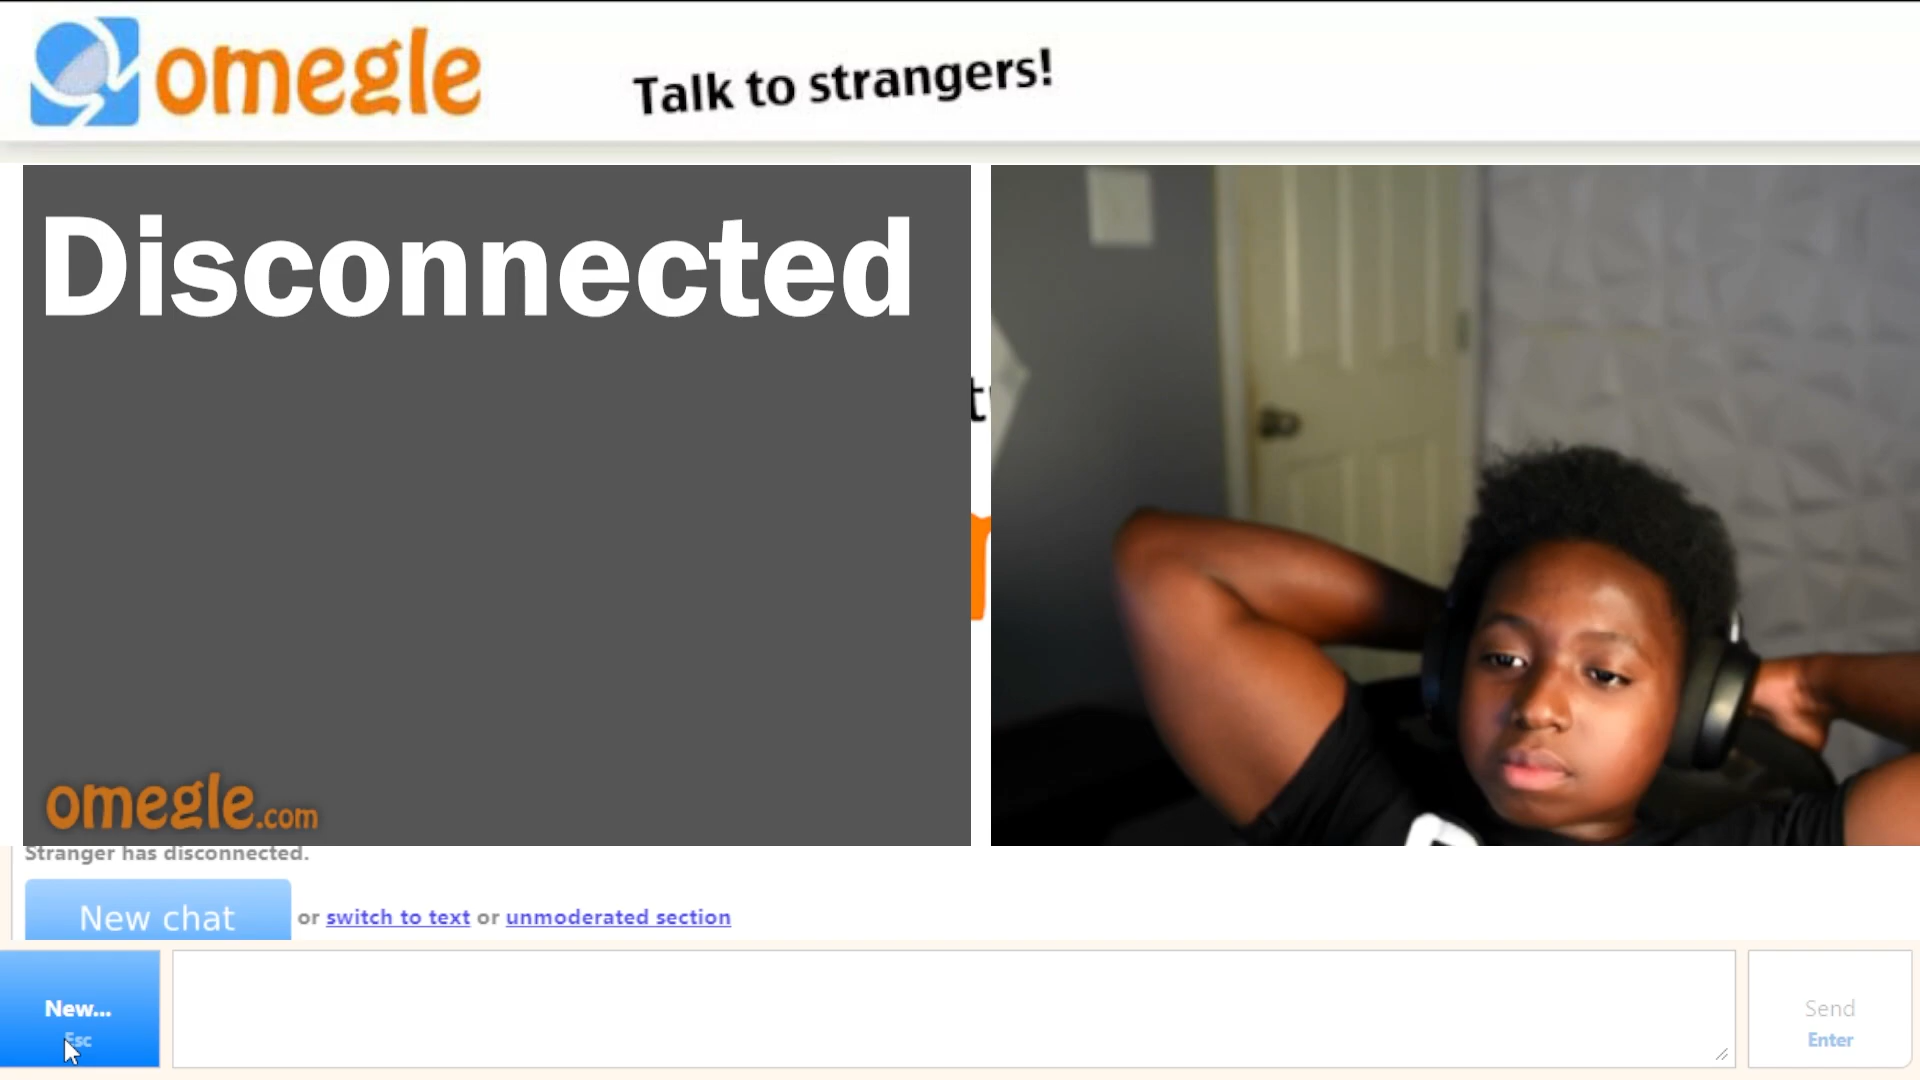 omegle
Talk to strangers!
Disconnected
omegle.com
Stranger has disconnected.
New chat or switch to text or unmoderated section
New...
Esc
Send
Enter